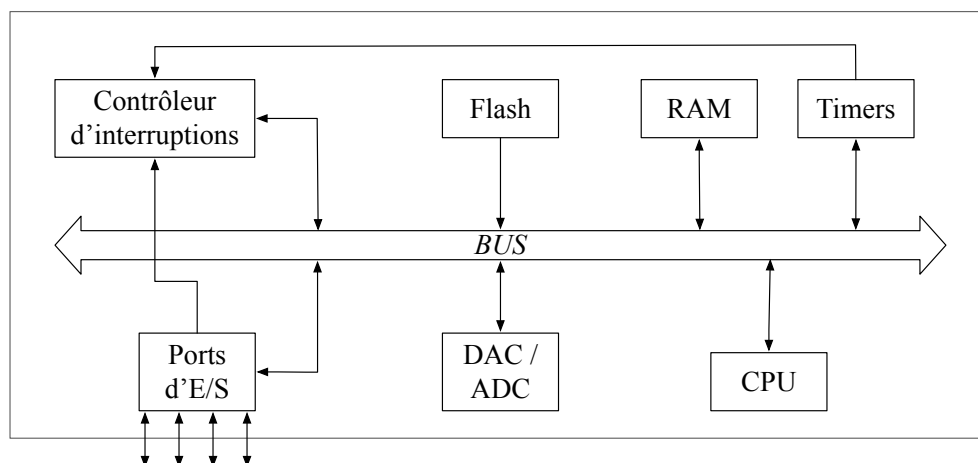 Contrôleur
d’interruptions
Flash
RAM
Timers
BUS
Ports
d’E/S
DAC /
ADC
CPU